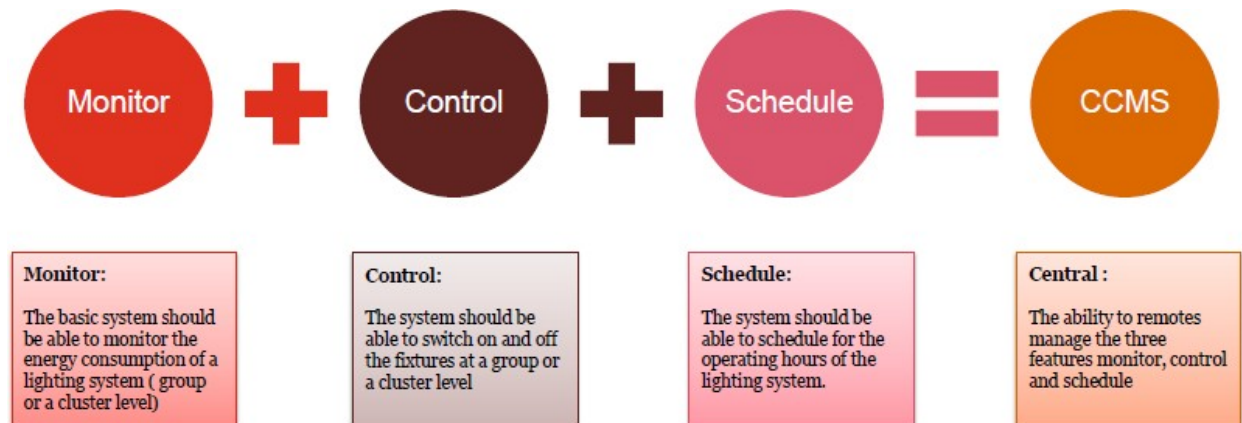 Monitor
Control
Schedule
CCMS
Monitor:
The basic system should
be able to monitor the
energy consumption of a
lighting system ( group
or a cluster level)
Control:
The system should be
able to switch on and off
the fixtures at a group or
a cluster level
Schedule:
The system should be
able to schedule for the
operating hours of the
lighting system.
Central :
The ability to remotes
manage the three
features monitor, control
and schedule